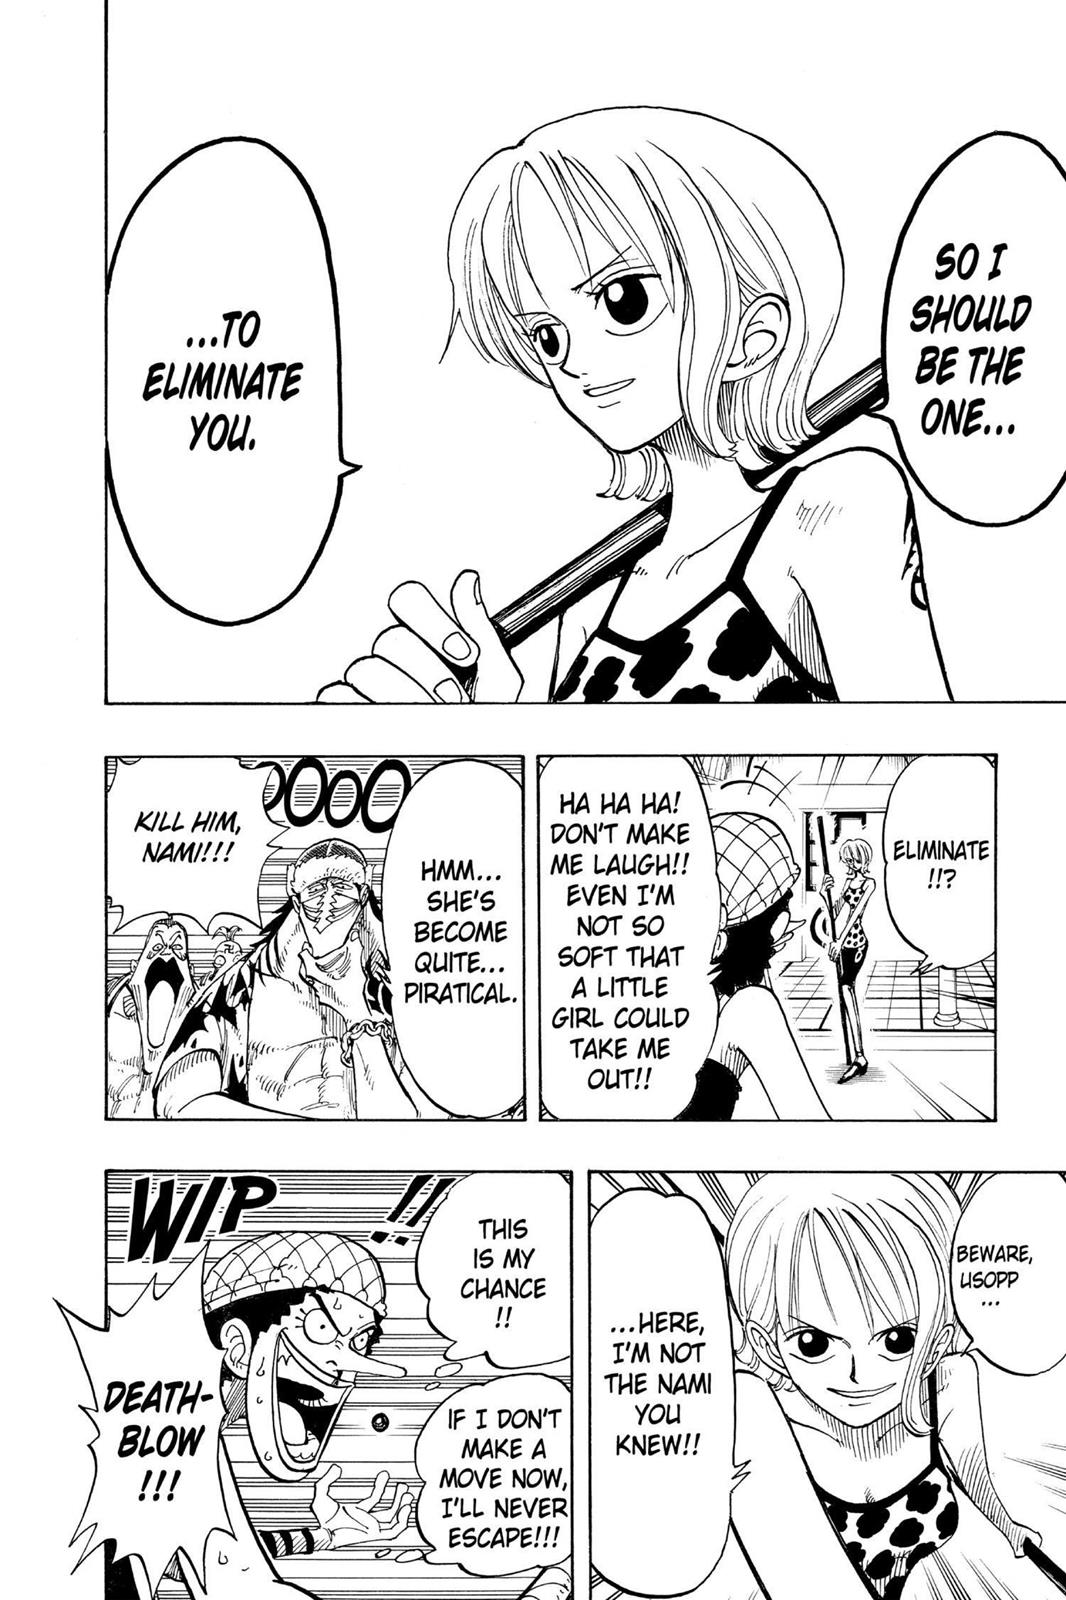 SO I
SHOULD
BE THE
ONE...
...TO
ELIMINATE
YOU.
ELIMINATE
!!?
HA HA HA!
DON'T MAKE
ME LAUGH!!
EVEN I'M
NOT SO
SOFT THAT
A LITTLE
GIRL COULD
TAKE ME
OUT!!
HMM...
SHE'S
BECOME
QUITE...
PIRATICAL.
OOOO
KILL HIM,
NAMI!!!
BEWARE,
USOPP
...
...HERE,
I'M NOT
THE NAMI
YOU
KNEW!!
THIS
IS MY
CHANCE
!!
IF I DON'T
MAKE A
MOVE NOW,
I'LL NEVER
ESCAPE!!!
WIP
!!
DEATH-
BLOW
!!!